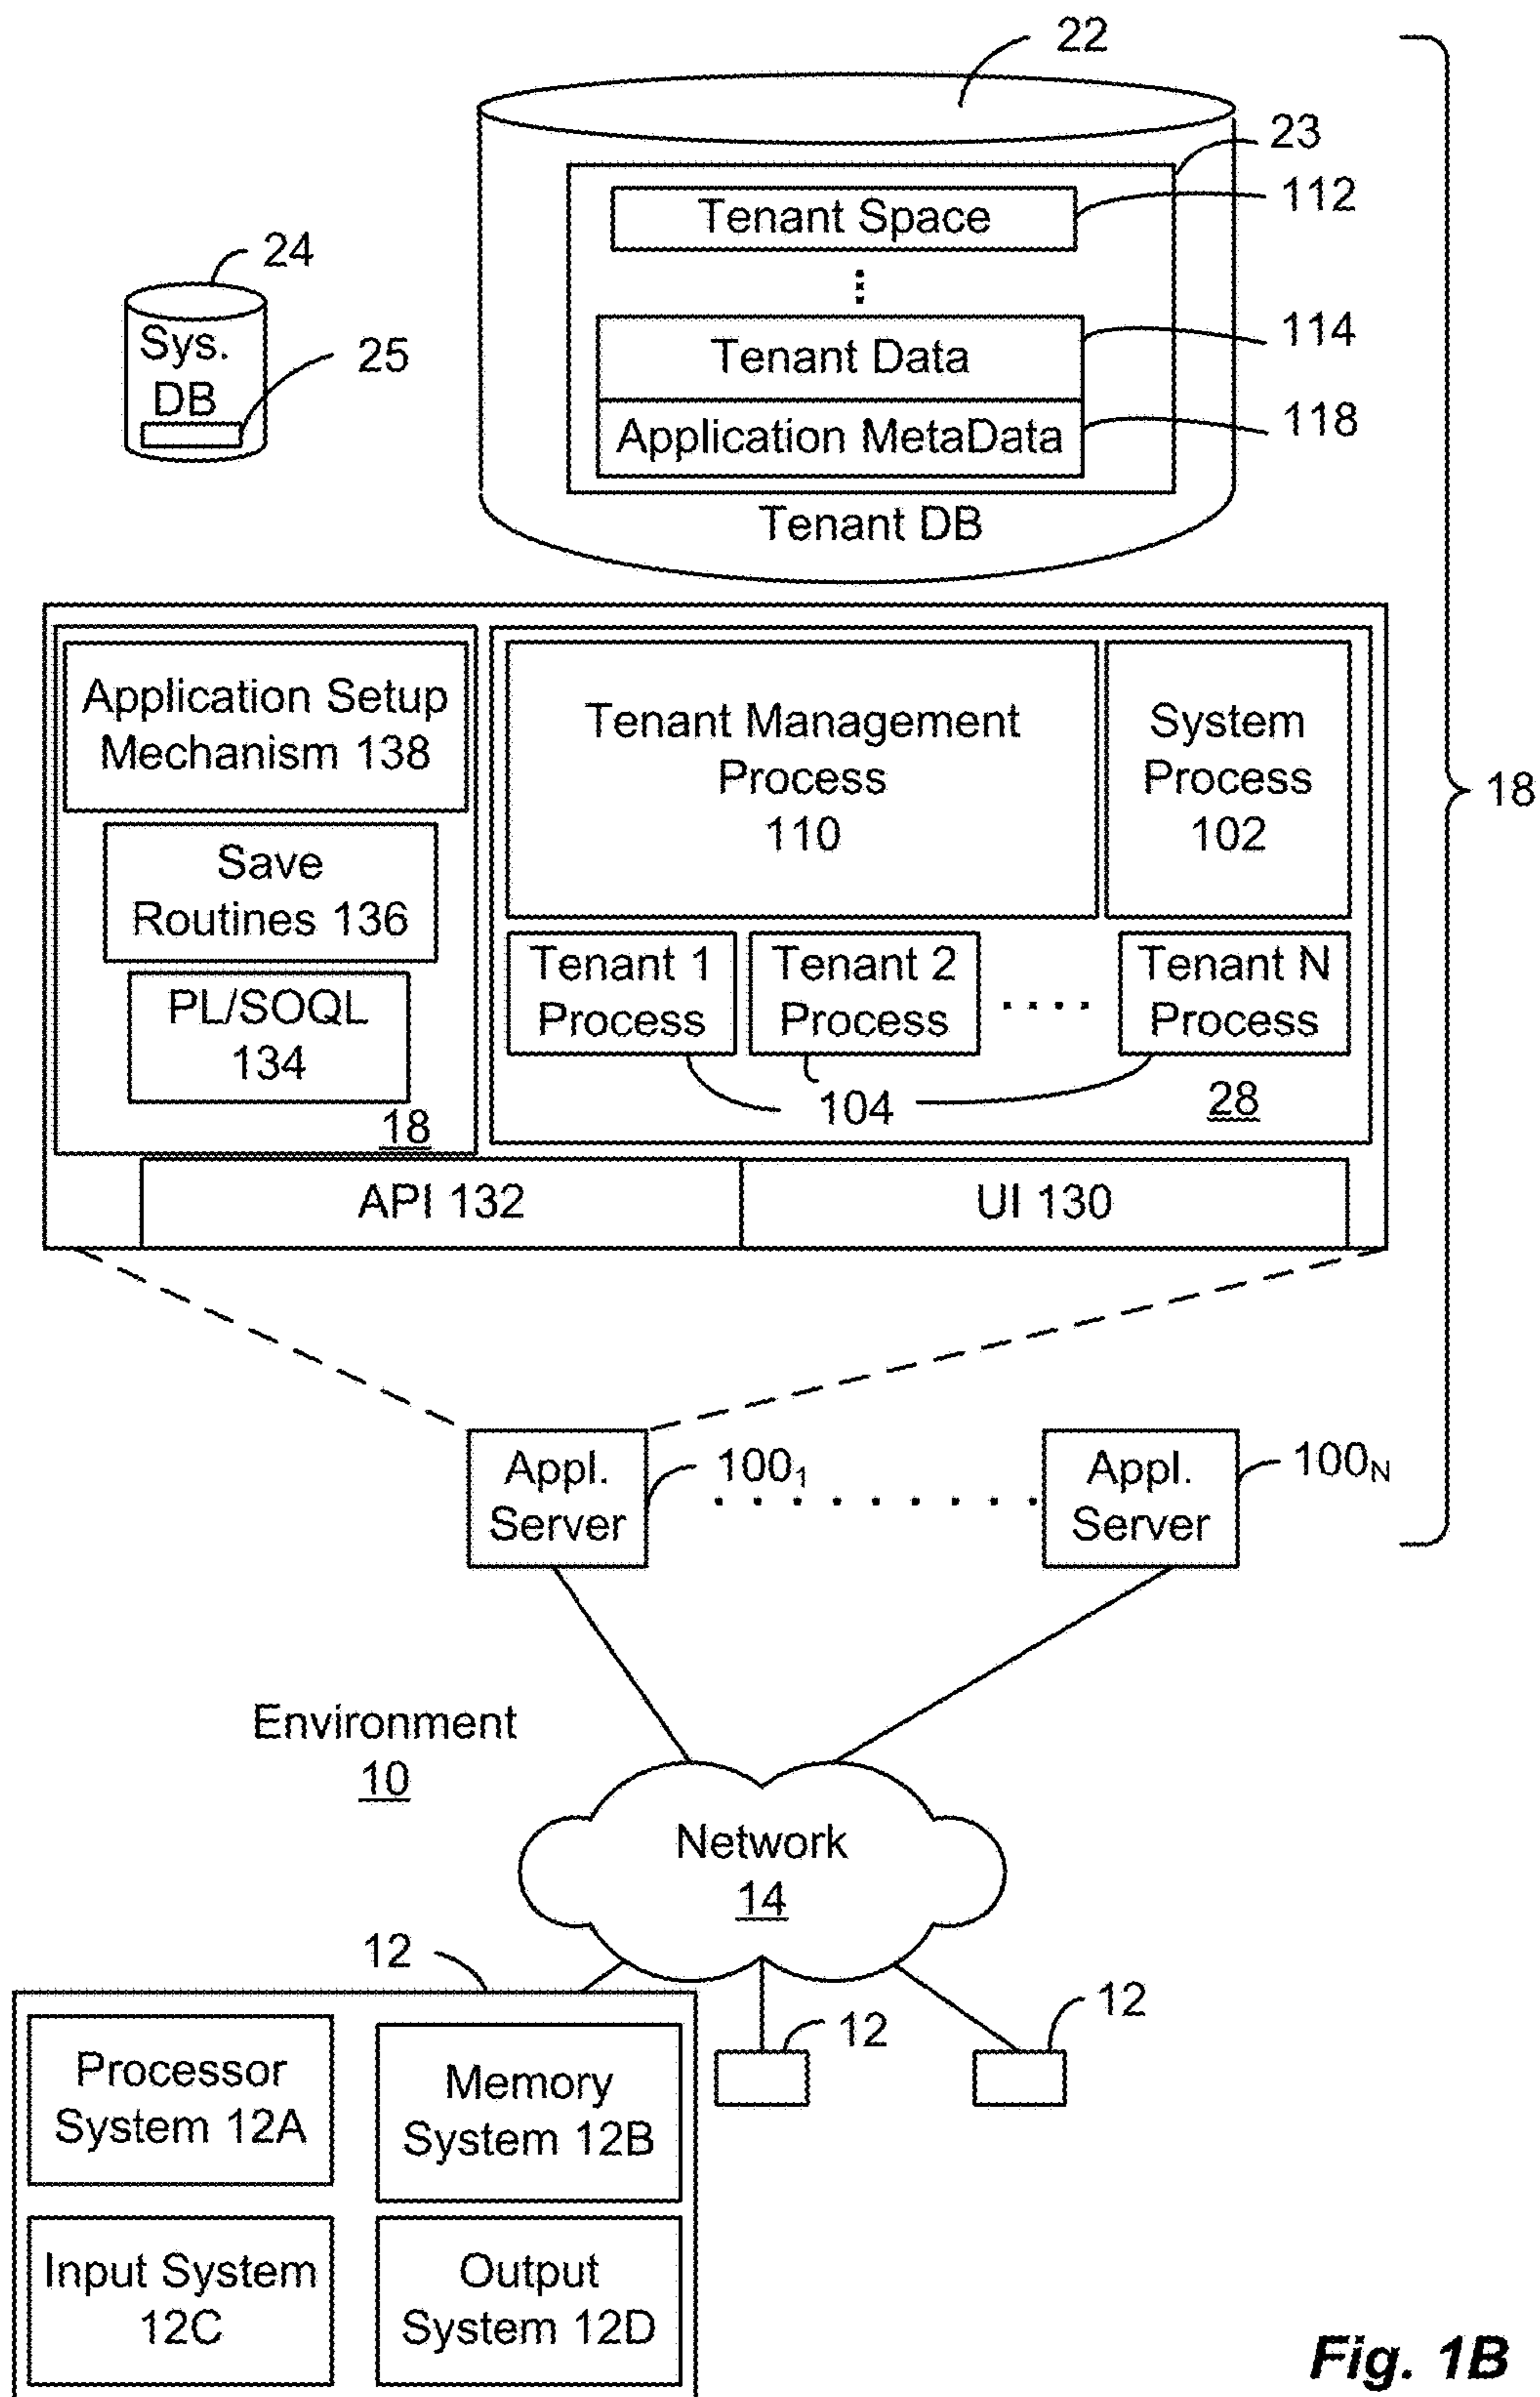 22
23
Tenant Space
112
24
Sys.
DB
25
Tenant Data
114
Application MetaData
118
Tenant DB
Application Setup
Mechanism 138
Save
Routines 136
PL/SOQL
134
18
Tenant Management
Process
110
System
Process
102
18
Tenant 1
Process
Tenant 2
Process
. . . .
Tenant N
Process
104
28
API 132
UI 130
Appl.
Server
100₁
Appl.
Server
100N
Environment
10
Network
14
12
12
12
Processor
System 12A
Memory
System 12B
Input System
12C
Output
System 12D
Fig. 1B